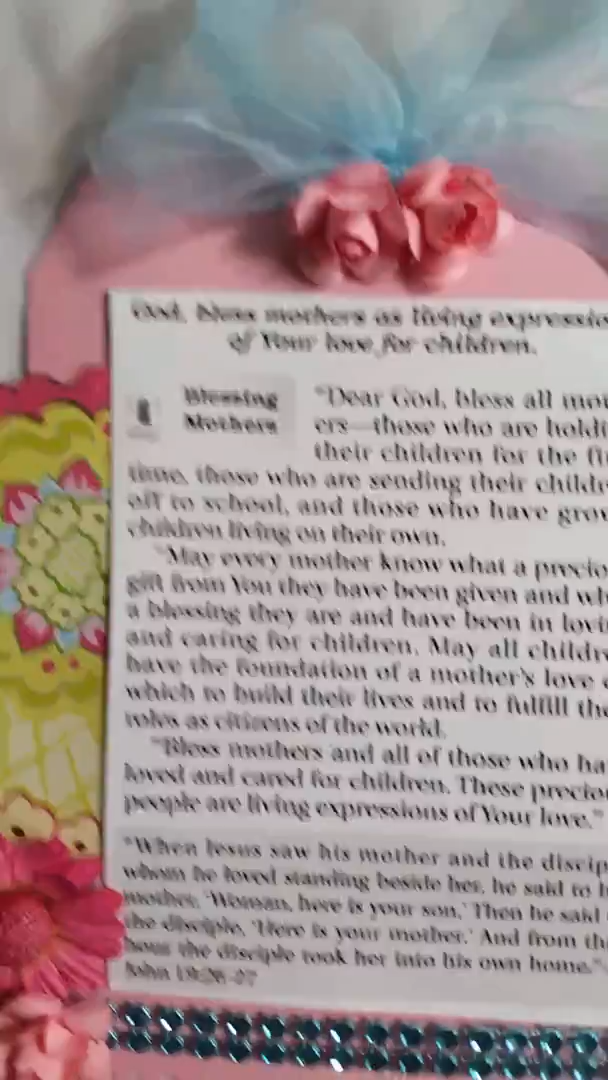 God, bless mothers as living expressio
of Your love for children.
Blessing
Mothers
"Dear God, bless all mo
ers—those who are holdi
their children for the fi
time, those who are sending their childr
off to school, and those who have grow
children living on their own.
"May every mother know what a precio
gift from You they have been given and wh
a blessing they are and have been in lovi
and caring for children. May all childre
have the foundation of a mother's love o
which to build their lives and to fulfill the
roles as citizens of the world.
"Bless mothers and all of those who ha
loved and cared for children. These precio
people are living expressions of Your love."
"When Jesus saw his mother and the discip
whom he loved standing beside her, he said to h
mother, 'Woman, here is your son.' Then he said
the disciple, 'Here is your mother.' And from th
hour the disciple took her into his own home."
John 19:26-27